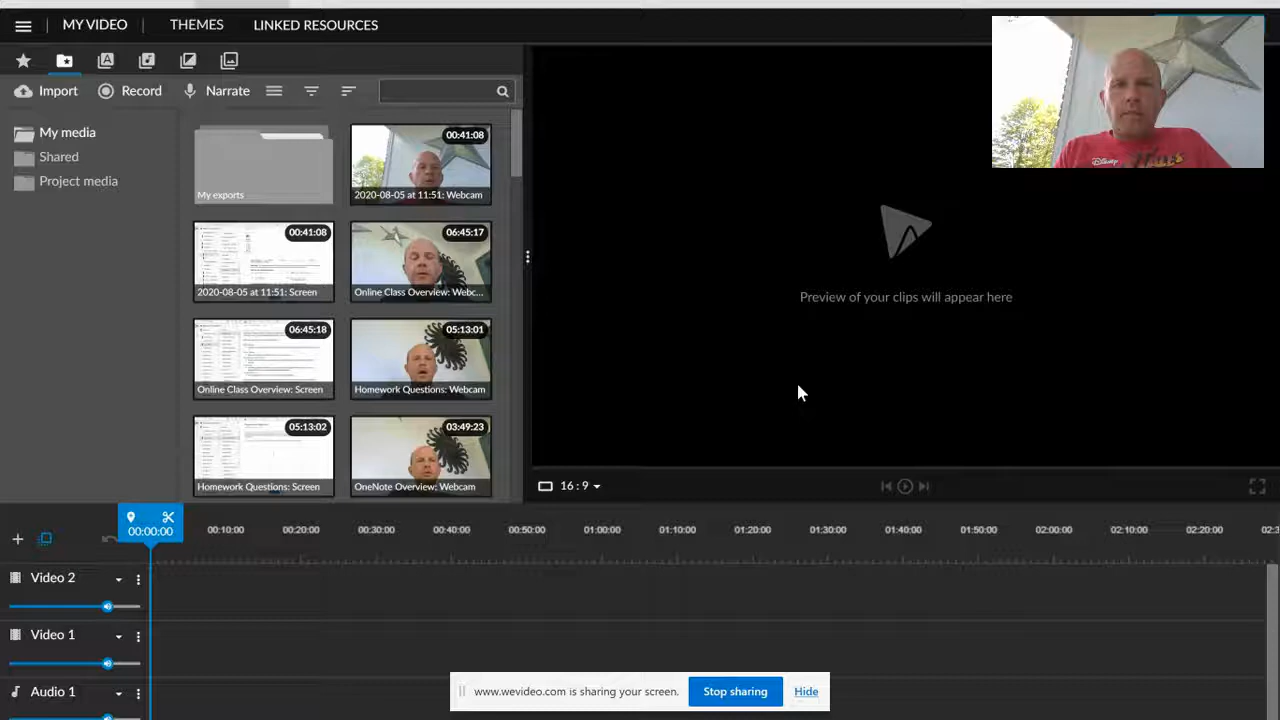 MY VIDEO THEMES LINKED RESOURCES
Import Record Narrate
My media
Shared
Project media
My exports
00:41:08
2020-08-05 at 11:51: Webcam
00:41:08
2020-08-05 at 11:51: Screen
06:45:17
Online Class Overview: Webc...
06:45:18
Online Class Overview: Screen
05:13:01
Homework Questions: Webcam
05:13:02
Homework Questions: Screen
03:49:23
OneNote Overview: Webcam
Disney
Preview of your clips will appear here
16:9
00:00:00 00:10:00 00:20:00 00:30:00 00:40:00 00:50:00 01:00:00 01:10:00 01:20:00 01:30:00 01:40:00 01:50:00 02:00:00 02:10:00 02:20:00
Video 2
Video 1
Audio 1
www.wevideo.com is sharing your screen. Stop sharing Hide